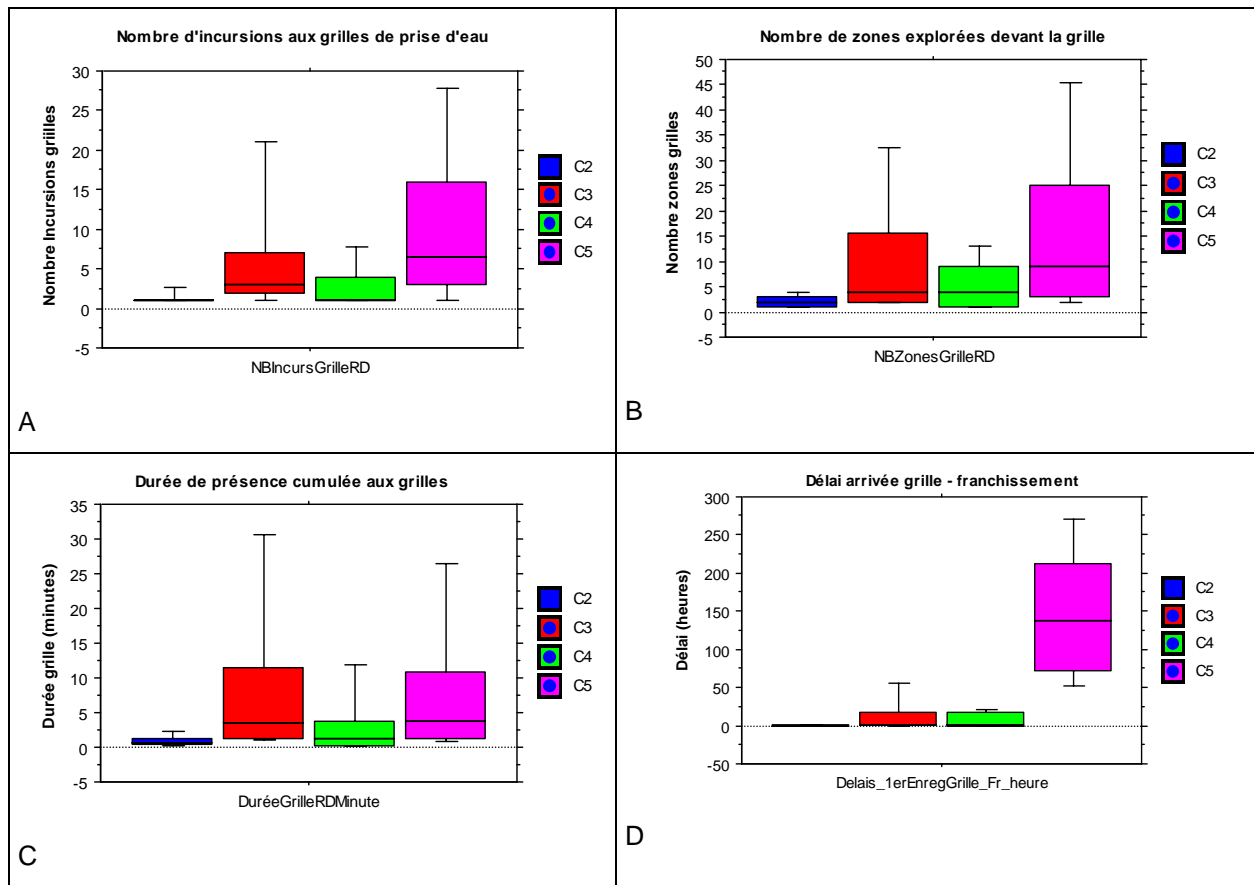 Nombre d'incursions aux grilles de prise d'eau
Nombre Incursions griilles
30
25
20
15
10
5
0
-5
NBIncursGrilleRD
C2
C3
C4
C5
A
Nombre de zones explorées devant la grille
Nombre zones grilles
50
45
40
35
30
25
20
15
10
5
0
-5
NBZonesGrilleRD
C2
C3
C4
C5
B
Durée de présence cumulée aux grilles
Durée grille (minutes)
35
30
25
20
15
10
5
0
-5
DuréeGrilleRDMinute
C2
C3
C4
C5
C
Délai arrivée grille - franchissement
Délai (heures)
300
250
200
150
100
50
0
-50
Delais_1erEnregGrille_Fr_heure
C2
C3
C4
C5
D